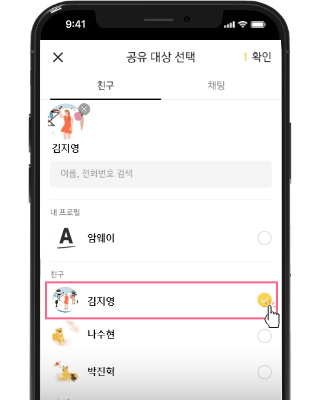 9:41
공유 대상 선택
1 확인
친구
채팅
김지영
이름, 전화번호 검색
내 프로필
A
암웨이
친구
김지영
나수현
박진혁